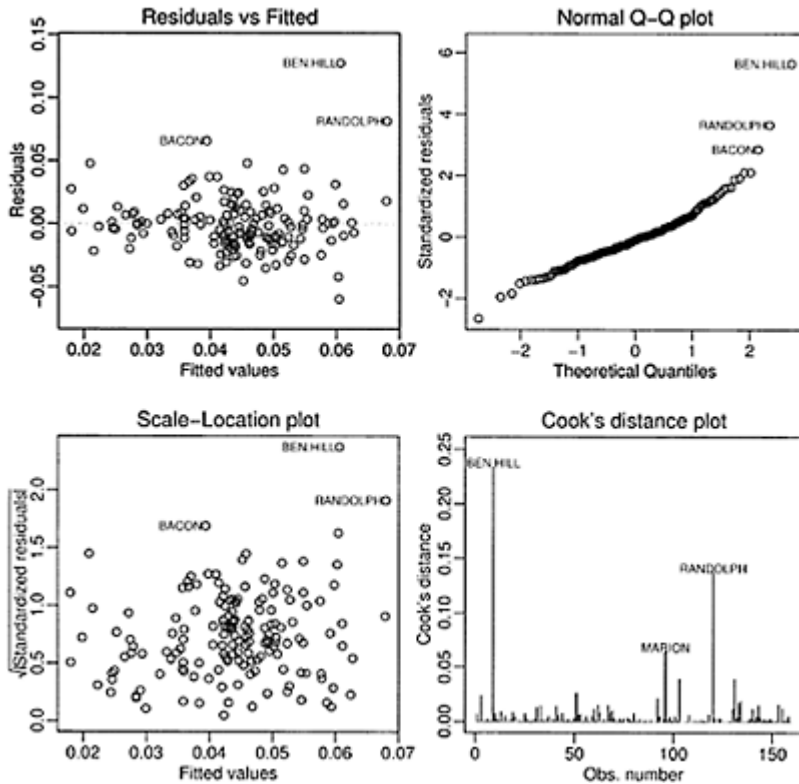 Residuals vs Fitted
Residuals
0.15
0.10
0.05
0.00
−0.05
BEN HILL
RANDOLPH
BACON
0.02 0.03 0.04 0.05 0.06 0.07
Fitted values
Normal Q−Q plot
Standardized residuals
6
4
2
0
−2
BEN HILL
RANDOLPH
BACON
−2 −1 0 1 2
Theoretical Quantiles
Scale−Location plot
√|Standardized residuals|
2.0
1.5
1.0
0.5
0.0
BEN HILL
RANDOLPH
BACON
0.02 0.03 0.04 0.05 0.06 0.07
Fitted values
Cook's distance plot
Cook's distance
0.25
0.20
0.15
0.10
0.05
0.00
BEN HILL
RANDOLPH
MARION
0 50 100 150
Obs. number